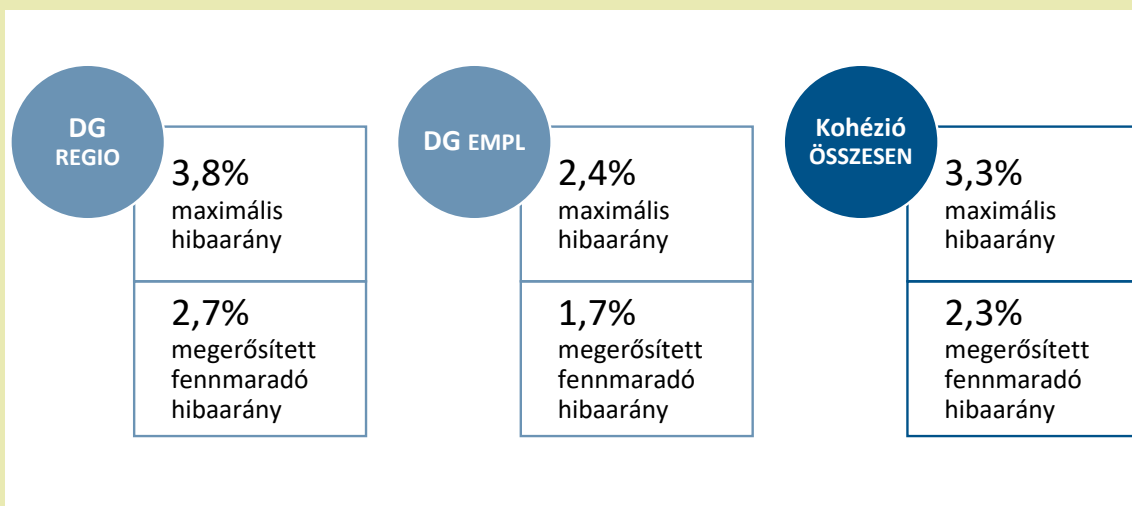 DG
REGIO
3,8%
maximális
hibaarány
2,7%
megerősített
fennmaradó
hibaarány
DG EMPL
2,4%
maximális
hibaarány
1,7%
megerősített
fennmaradó
hibaarány
Kohézió
ÖSSZESEN
3,3%
maximális
hibaarány
2,3%
megerősített
fennmaradó
hibaarány